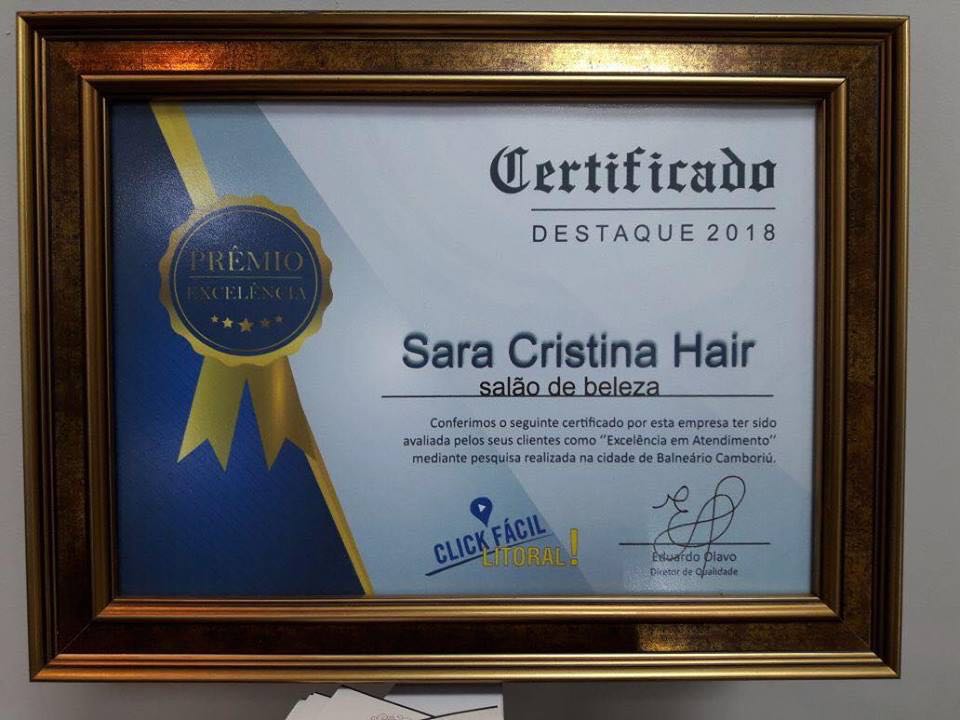 Certificado
DESTAQUE 2018
PRÊMIO
EXCELÊNCIA
Sara Cristina Hair
salão de beleza
Conferimos o seguinte certificado por esta empresa ter sido
avaliada pelos seus clientes como "Excelência em Atendimento"
mediante pesquisa realizada na cidade de Balneário Camboriú.
CLICK FÁCIL
LITORAL!
Eduardo Olavo
Diretor de Qualidade